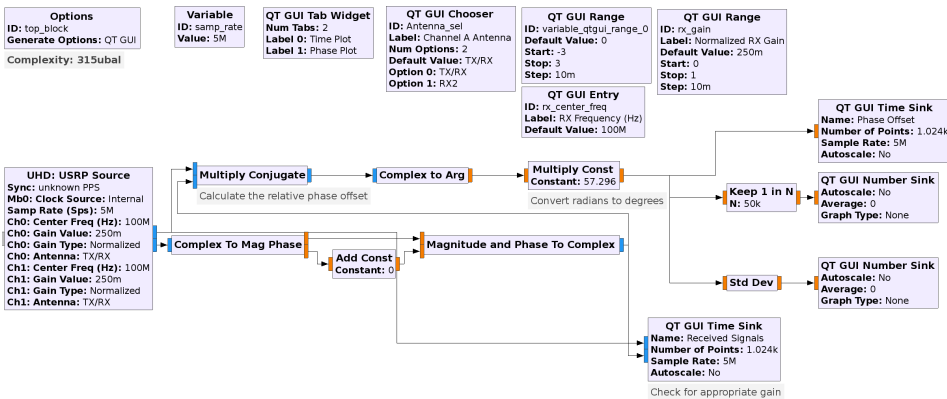 Options
ID: top_block
Generate Options: QT GUI
Complexity: 315ubal
Variable
ID: samp_rate
Value: 5M
QT GUI Tab Widget
Num Tabs: 2
Label 0: Time Plot
Label 1: Phase Plot
QT GUI Chooser
ID: Antenna_sel
Label: Channel A Antenna
Num Options: 2
Default Value: TX/RX
Option 0: TX/RX
Option 1: RX2
QT GUI Range
ID: variable_qtgui_range_0
Default Value: 0
Start: -3
Stop: 3
Step: 10m
QT GUI Range
ID: rx_gain
Label: Normalized RX Gain
Default Value: 250m
Start: 0
Stop: 1
Step: 10m
QT GUI Entry
ID: rx_center_freq
Label: RX Frequency (Hz)
Default Value: 100M
QT GUI Time Sink
Name: Phase Offset
Number of Points: 1.024k
Sample Rate: 5M
Autoscale: No
UHD: USRP Source
Sync: unknown PPS
Mb0: Clock Source: Internal
Samp Rate (Sps): 5M
Ch0: Center Freq (Hz): 100M
Ch0: Gain Value: 250m
Ch0: Gain Type: Normalized
Ch0: Antenna: TX/RX
Ch1: Center Freq (Hz): 100M
Ch1: Gain Value: 250m
Ch1: Gain Type: Normalized
Ch1: Antenna: TX/RX
Multiply Conjugate
Calculate the relative phase offset
Complex to Arg
Multiply Const
Constant: 57.296
Convert radians to degrees
Keep 1 in N
N: 50k
QT GUI Number Sink
Autoscale: No
Average: 0
Graph Type: None
Complex To Mag Phase
Add Const
Constant: 0
Magnitude and Phase To Complex
Std Dev
QT GUI Number Sink
Autoscale: No
Average: 0
Graph Type: None
QT GUI Time Sink
Name: Received Signals
Number of Points: 1.024k
Sample Rate: 5M
Autoscale: No
Check for appropriate gain